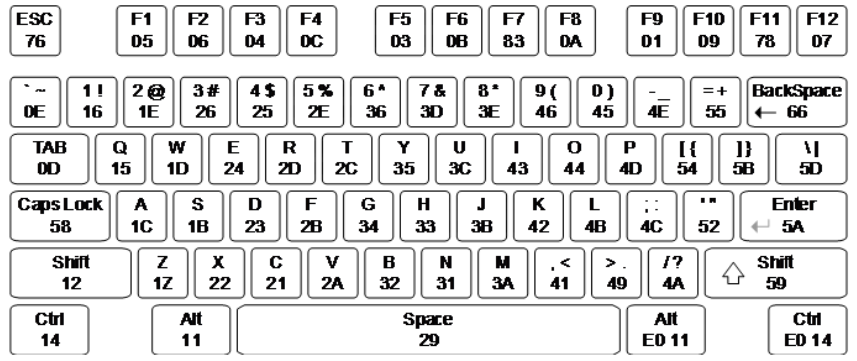 ESC F1 F2 F3 F4 F5 F6 F7 F8 F9 F10 F11 F12
76 05 06 04 0C 03 0B 83 0A 01 09 78 07
` ~ 1 ! 2 @ 3 # 4 $ 5 % 6 ^ 7 & 8 * 9 ( 0 ) - _ = + BackSpace
0E 16 1E 26 25 2E 36 3D 3E 46 45 4E 55 ← 66
TAB Q W E R T Y U I O P [ { ] } \ |
0D 15 1D 24 2D 2C 35 3C 43 44 4D 54 5B 5D
Caps Lock A S D F G H J K L ; : ' " Enter
58 1C 1B 23 2B 34 33 3B 42 4B 4C 52 ↵ 5A
Shift Z X C V B N M , < > . / ? Shift
12 1Z 22 21 2A 32 31 3A 41 49 4A ⇧ 59
Ctrl Alt Space Alt Ctrl
14 11 29 E0 11 E0 14